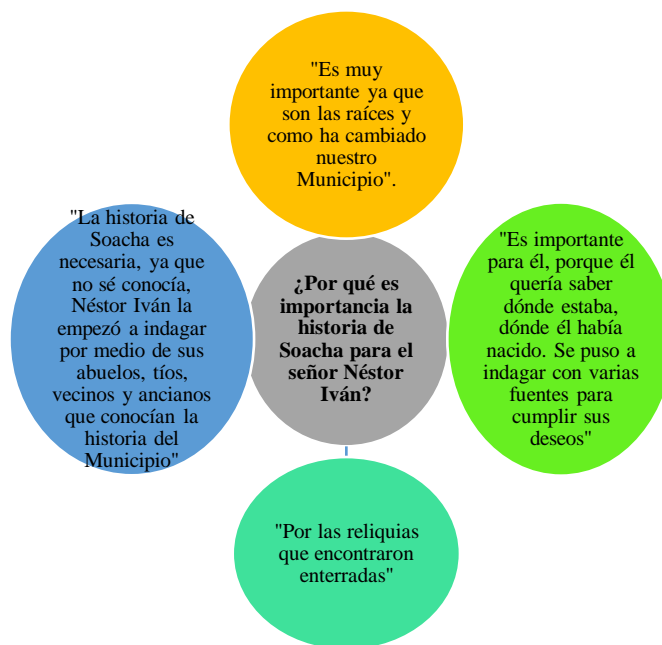 "Es muy
importante ya que
son las raíces y
como ha cambiado
nuestro
Municipio".
"La historia de
Soacha es
necesaria, ya que
no sé conocía,
Néstor Iván la
empezó a indagar
por medio de sus
abuelos, tíos,
vecinos y ancianos
que conocían la
historia del
Municipio"
¿Por qué es
importancia la
historia de
Soacha para el
señor Néstor
Iván?
"Es importante
para él, porque él
quería saber
dónde estaba,
dónde él había
nacido. Se puso a
indagar con varias
fuentes para
cumplir sus
deseos"
"Por las reliquias
que encontraron
enterradas"